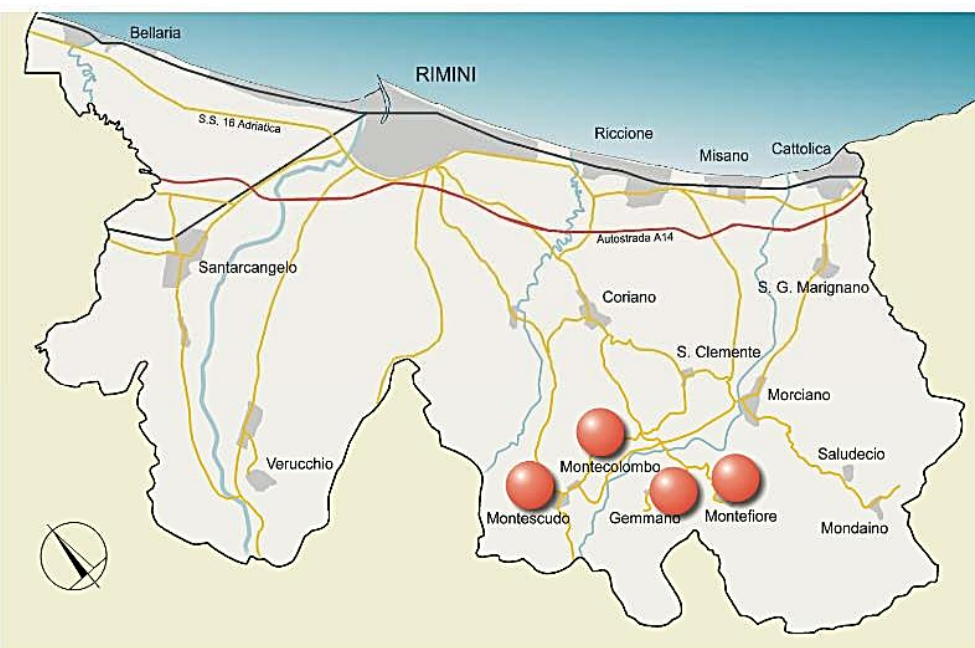 Bellaria
RIMINI
S.S. 16 Adriatica
Riccione
Misano
Cattolica
Autostrada A14
Santarcangelo
S. G. Marignano
Coriano
S. Clemente
Morciano
Saludecio
Verucchio
Montecolombo
Montescudo
Gemmano
Montefiore
Mondaino